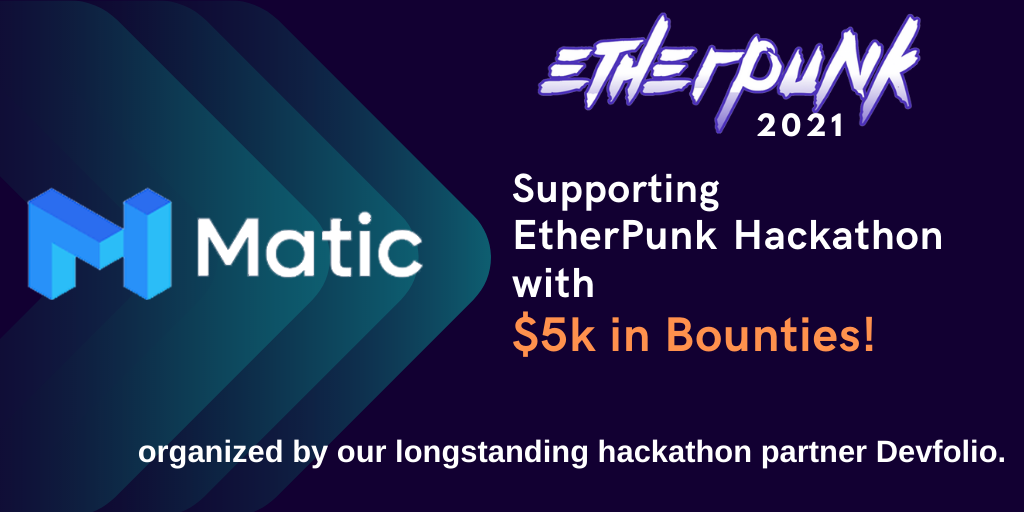 ETHERPUNK
2021
Matic
Supporting
EtherPunk Hackathon
with
$5k in Bounties!
organized by our longstanding hackathon partner Devfolio.